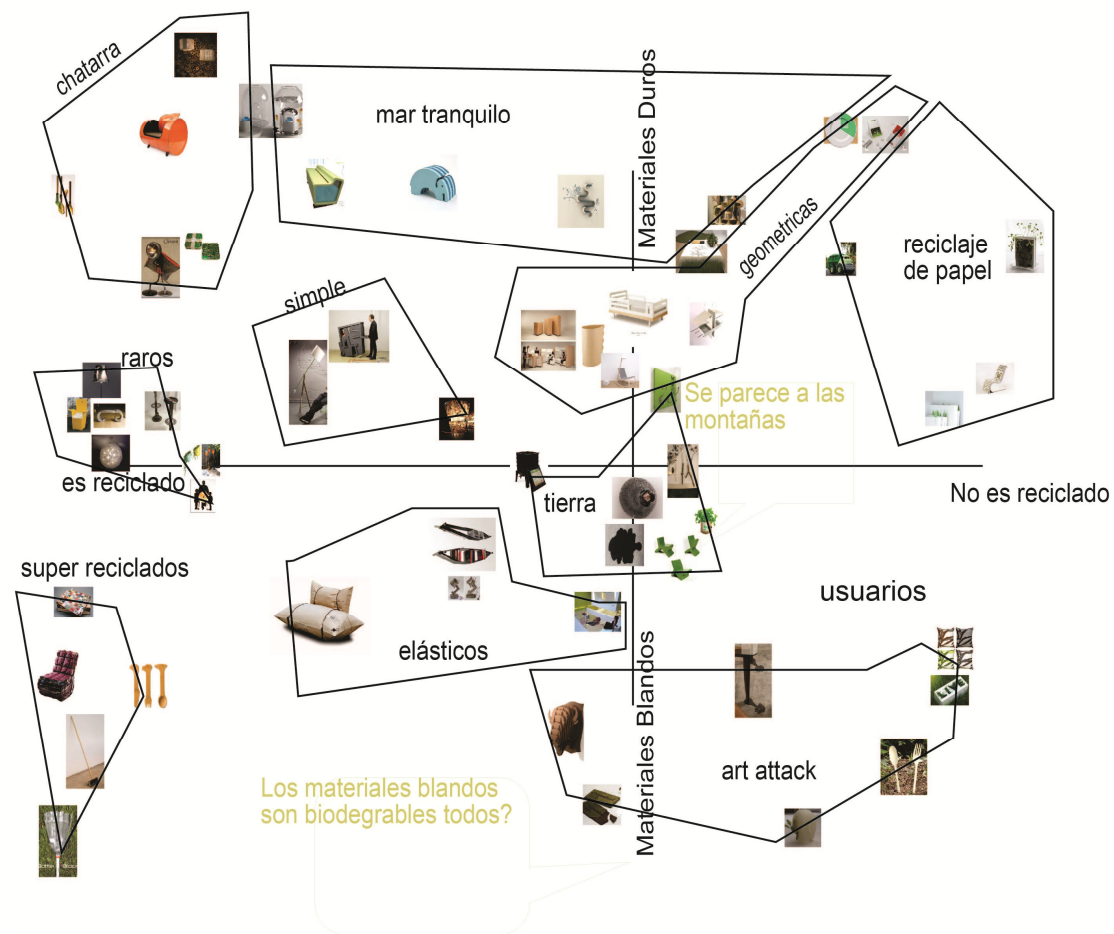 chatarra
mar tranquilo
Materiales Duros
geometricas
reciclaje
de papel
simple
raros
Se parece a las
montañas
es reciclado
tierra
No es reciclado
super reciclados
usuarios
elásticos
Materiales Blandos
art attack
Los materiales blandos
son biodegrables todos?